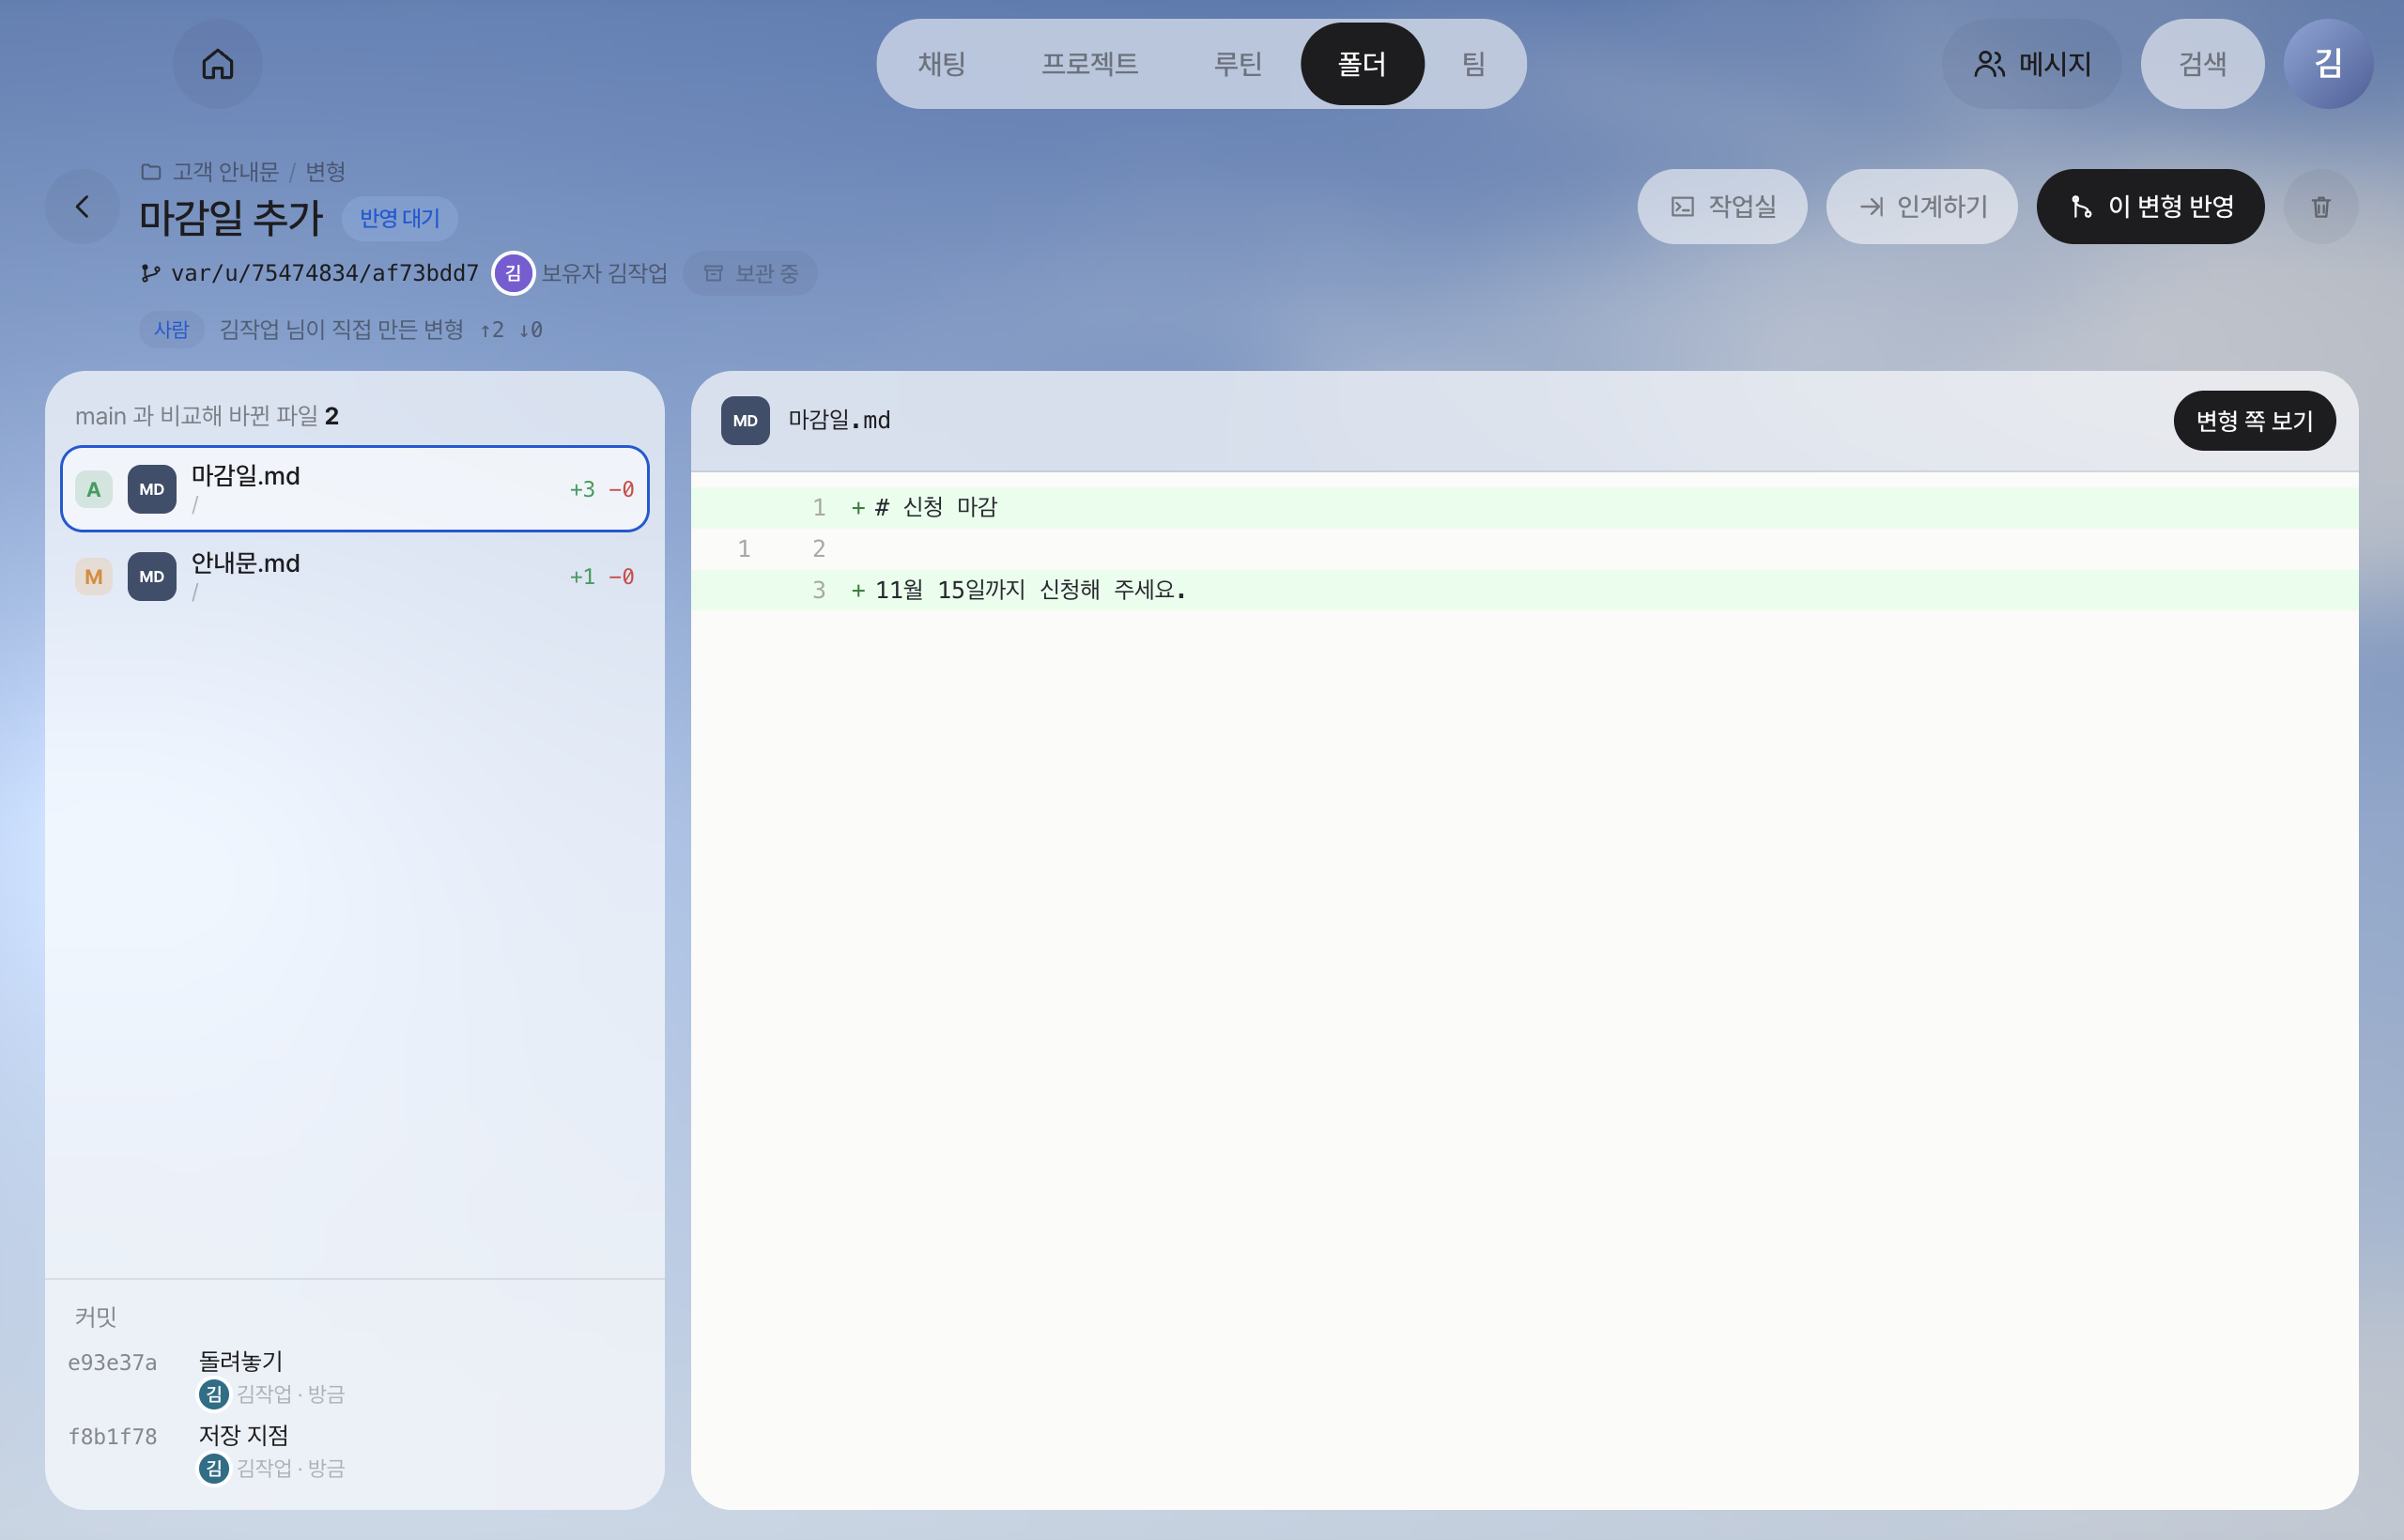 채팅 프로젝트 루틴 폴더 팀 메시지 검색 김
고객 안내문 / 변형
마감일 추가 반영 대기
작업실 인계하기 이 변형 반영
var/u/75474834/af73bdd7 김 보유자 김작업 보관 중
사람 김작업 님이 직접 만든 변형 ↑2 ↓0
main 과 비교해 바뀐 파일 2
A MD 마감일.md +3 −0
/
M MD 안내문.md +1 −0
/
커밋
e93e37a 돌려놓기
김 김작업 · 방금
f8b1f78 저장 지점
김 김작업 · 방금
MD 마감일.md 변형 쪽 보기
1 + # 신청 마감
1 2
3 + 11월 15일까지 신청해 주세요.